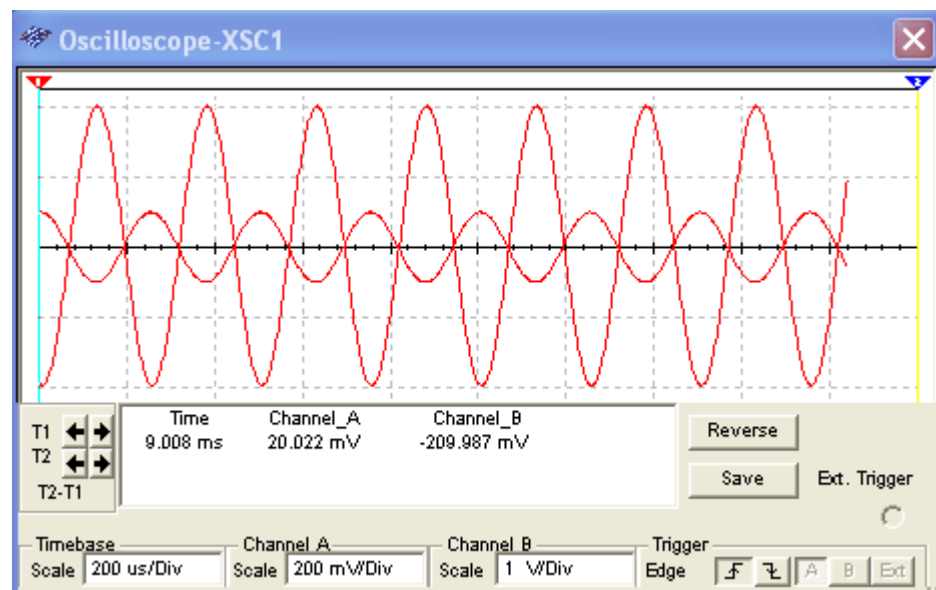 Oscilloscope-XSC1
1 2
Time Channel_A Channel_B
9.008 ms 20.022 mV -209.987 mV
T1
T2
T2-T1
Reverse
Save
Ext. Trigger
Timebase Channel A Channel B Trigger
Scale 200 us/Div Scale 200 mV/Div Scale 1 V/Div Edge A B Ext